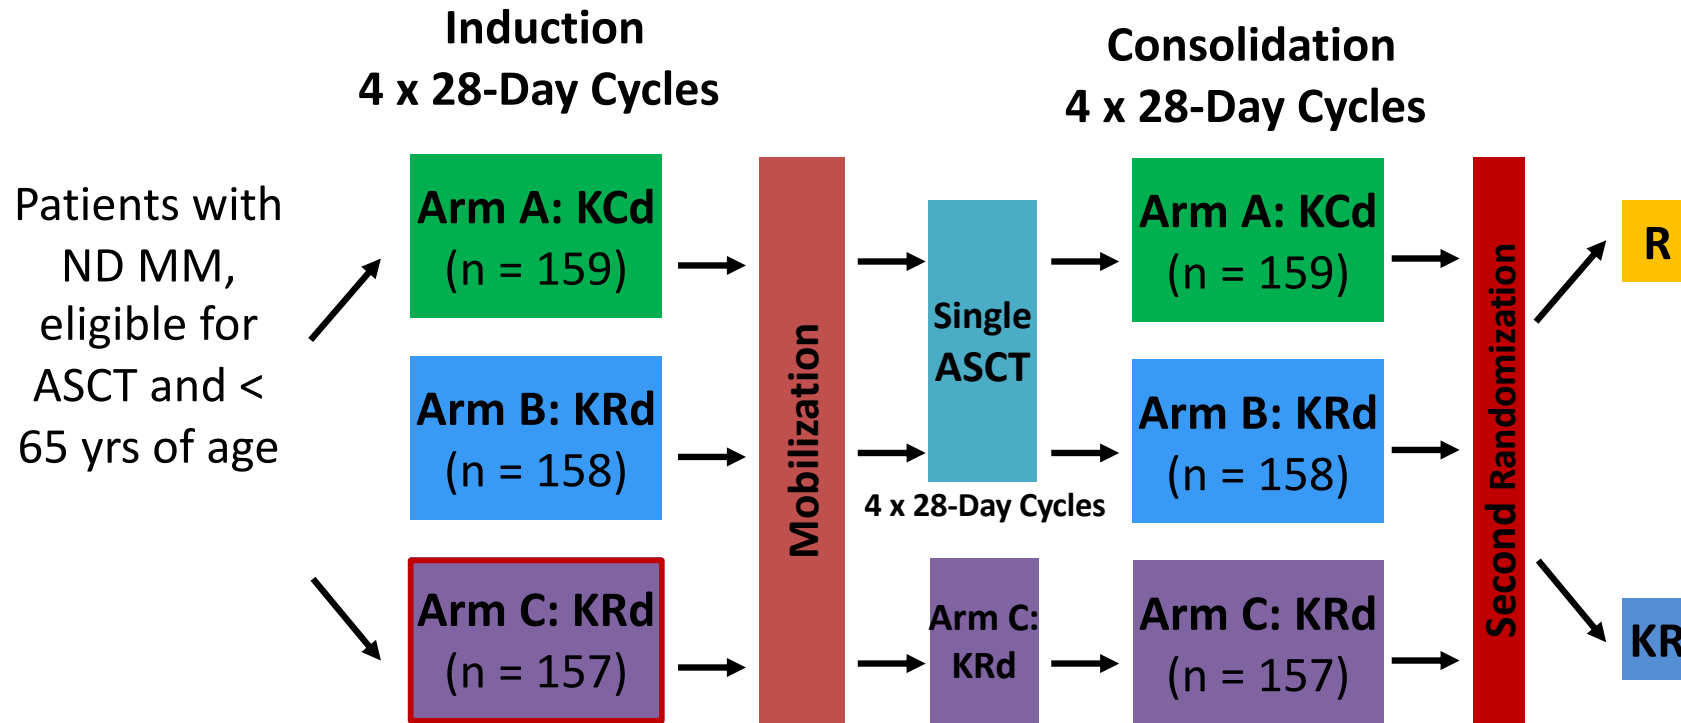 Induction
4 x 28-Day Cycles
Consolidation
4 x 28-Day Cycles
Patients with
ND MM,
eligible for
ASCT and <
65 yrs of age
Arm A: KCd
(n = 159)
Arm B: KRd
(n = 158)
Arm C: KRd
(n = 157)
Mobilization
Single
ASCT
4 x 28-Day Cycles
Arm C:
KRd
Arm A: KCd
(n = 159)
Arm B: KRd
(n = 158)
Arm C: KRd
(n = 157)
Second Randomization
R
KR